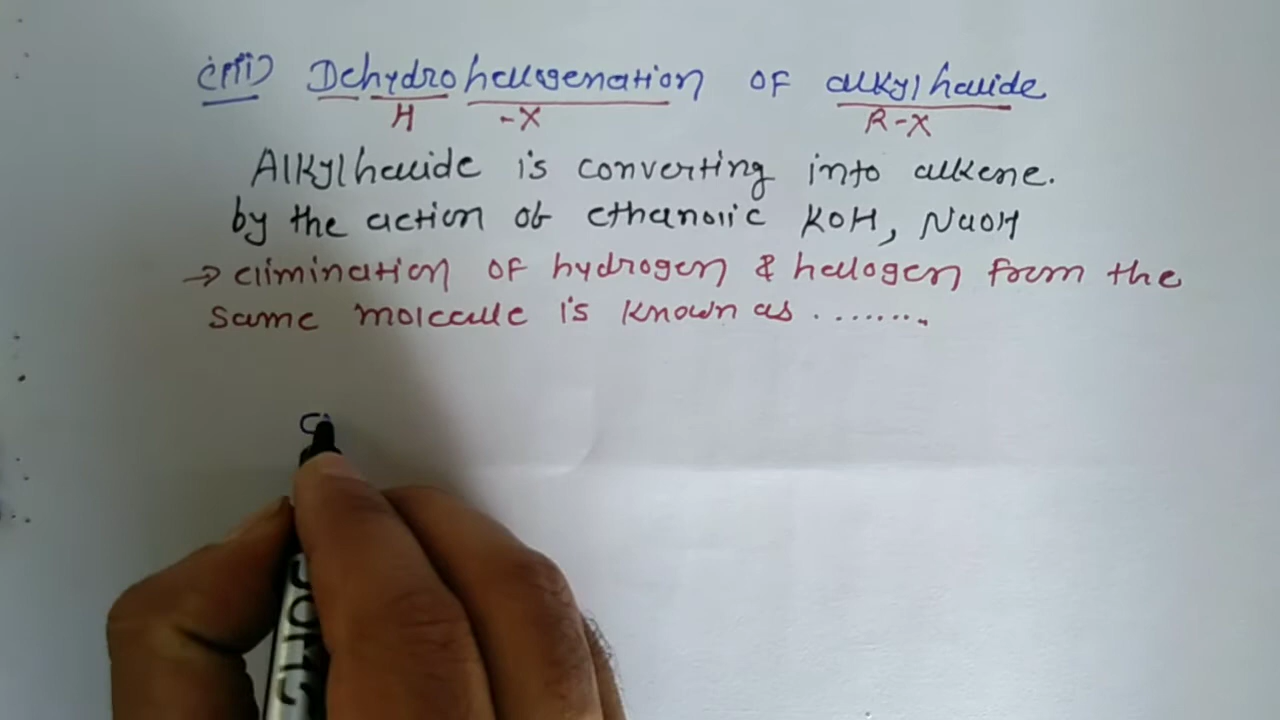 (iii) Dehydrohalogenation of alkylhalide
H -X R-X
Alkylhalide is converting into alkene.
by the action of ethanolic KOH, NaOH
→ elimination of hydrogen & hallogen from the
same molecule is known as ........
C